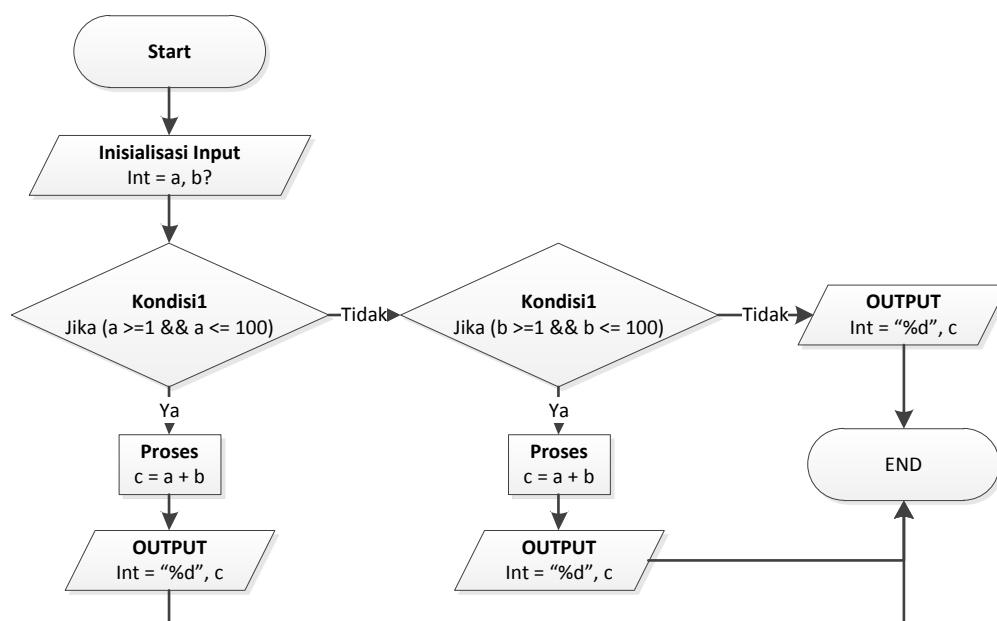 Start
Inisialisasi Input
Int = a, b?
Kondisi1
Jika (a >=1 && a <= 100)
Tidak
Kondisi1
Jika (b >=1 && b <= 100)
Tidak
OUTPUT
Int = “%d”, c
Ya
Ya
Proses
c = a + b
Proses
c = a + b
END
OUTPUT
Int = “%d”, c
OUTPUT
Int = “%d”, c